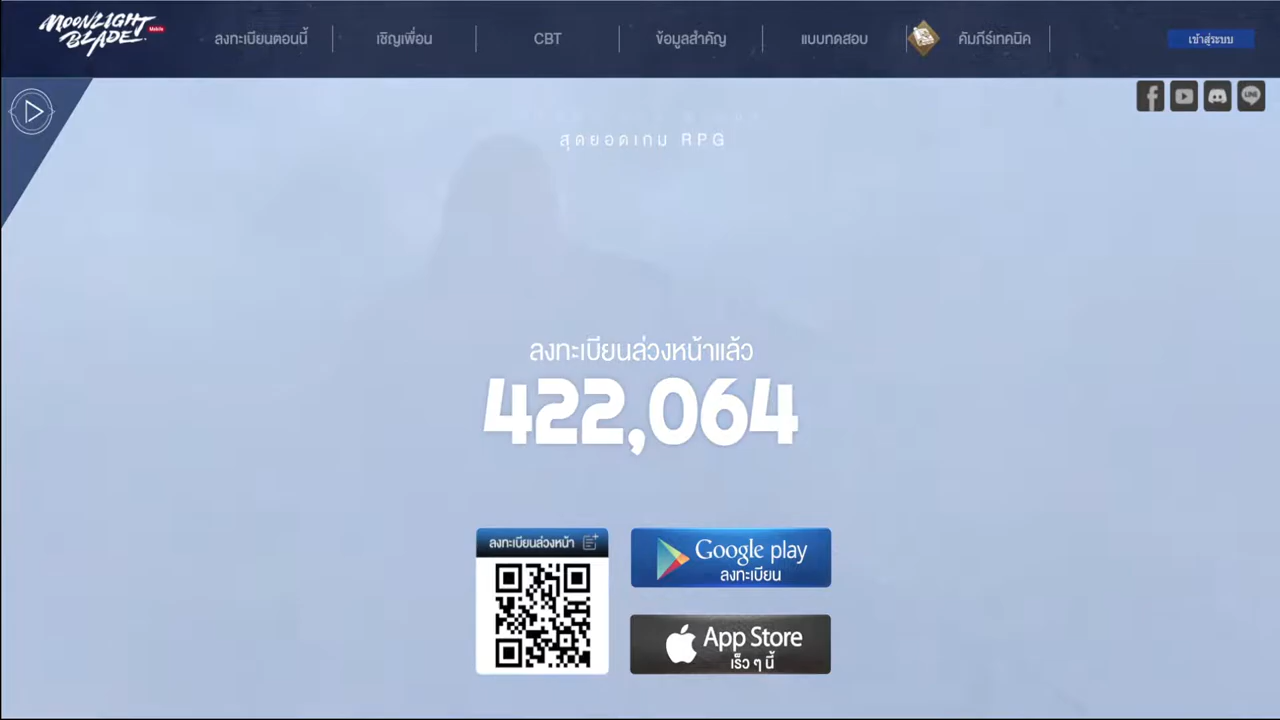 MOONLIGHT
BLADE Mobile
ลงทะเบียนตอนนี้
เชิญเพื่อน
CBT
ข้อมูลสำคัญ
แบบทดสอบ
คัมภีร์เทคนิค
เข้าสู่ระบบ
LINE
สุดยอดเกม RPG
ลงทะเบียนล่วงหน้าแล้ว
422,064
ลงทะเบียนล่วงหน้า
Google play
ลงทะเบียน
App Store
เร็ว ๆ นี้